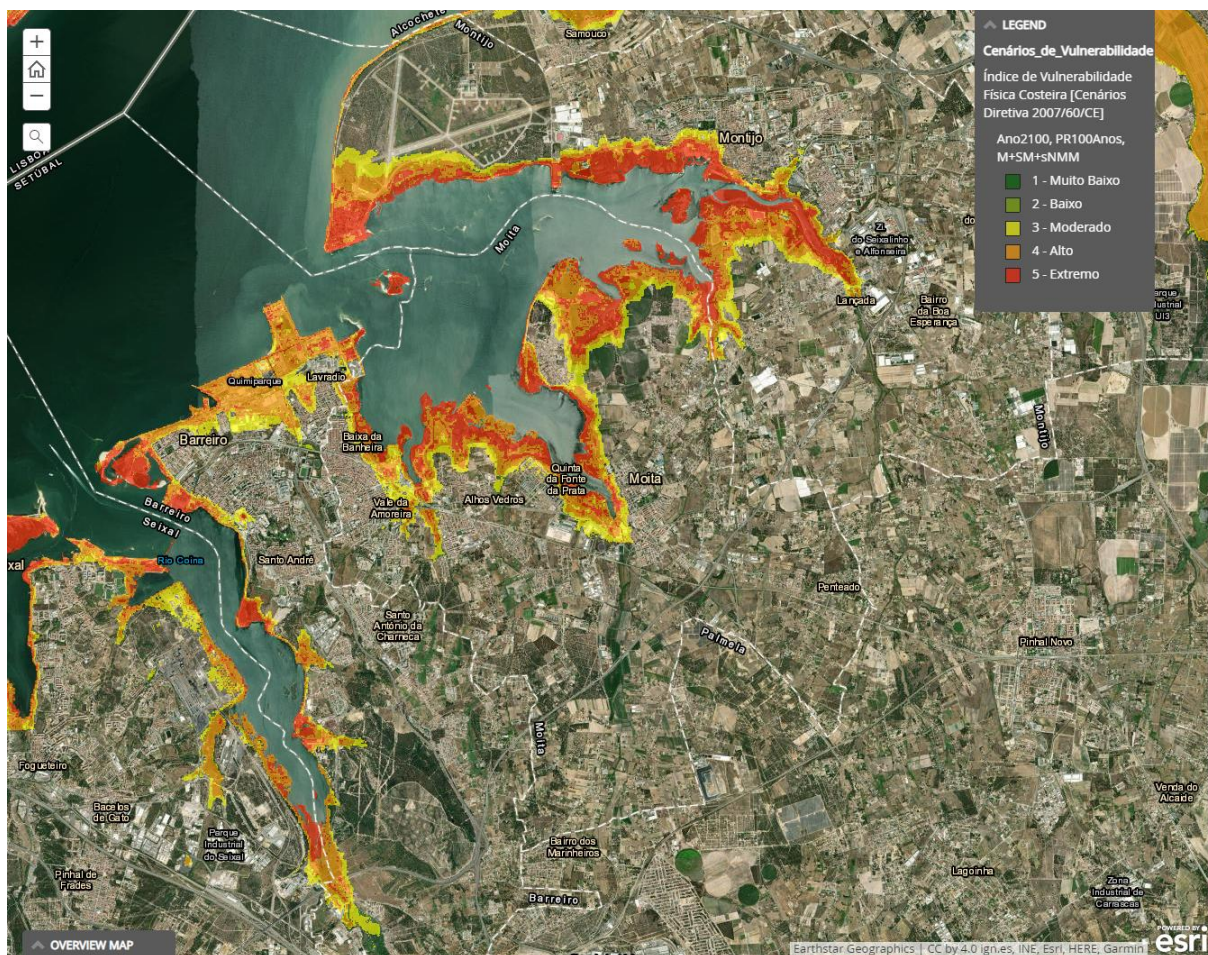 Alcochete
Montijo
Samouco
LISBOA
SETÚBAL
LEGEND
Cenários_de_Vulnerabilidade
Índice de Vulnerabilidade
Física Costeira [Cenários
Diretiva 2007/60/CE]
Ano2100, PR100Anos,
M+SM+sNMM
1 - Muito Baixo
2 - Baixo
3 - Moderado
4 - Alto
5 - Extremo
Montijo
Moita
ZI
do Seixalinho
e Afonseira
Lançada
Bairro
da Boa
Esperança
Quimiparque
Lavradio
Barreiro
Baixa da
Banheira
Vale da
Amoreira
Alhos Vedros
Quinta
da Fonte
da Prata
Moita
Montijo
Barreiro
Seixal
Rio Coina
Santo André
Santo
António da
Charneca
Penteado
Palmela
Pinhal Novo
Moita
Fogueteiro
Bacelos
de Gato
Parque
Industrial
do Seixal
Pinhal de
Frades
Bairro dos
Marinheiros
Barreiro
Venda do
Alcaide
Lagoinha
Zona
Industrial de
Carrascas
OVERVIEW MAP
Earthstar Geographics | CC by 4.0 ign.es, INE, Esri, HERE, Garmin
POWERED BY
esri